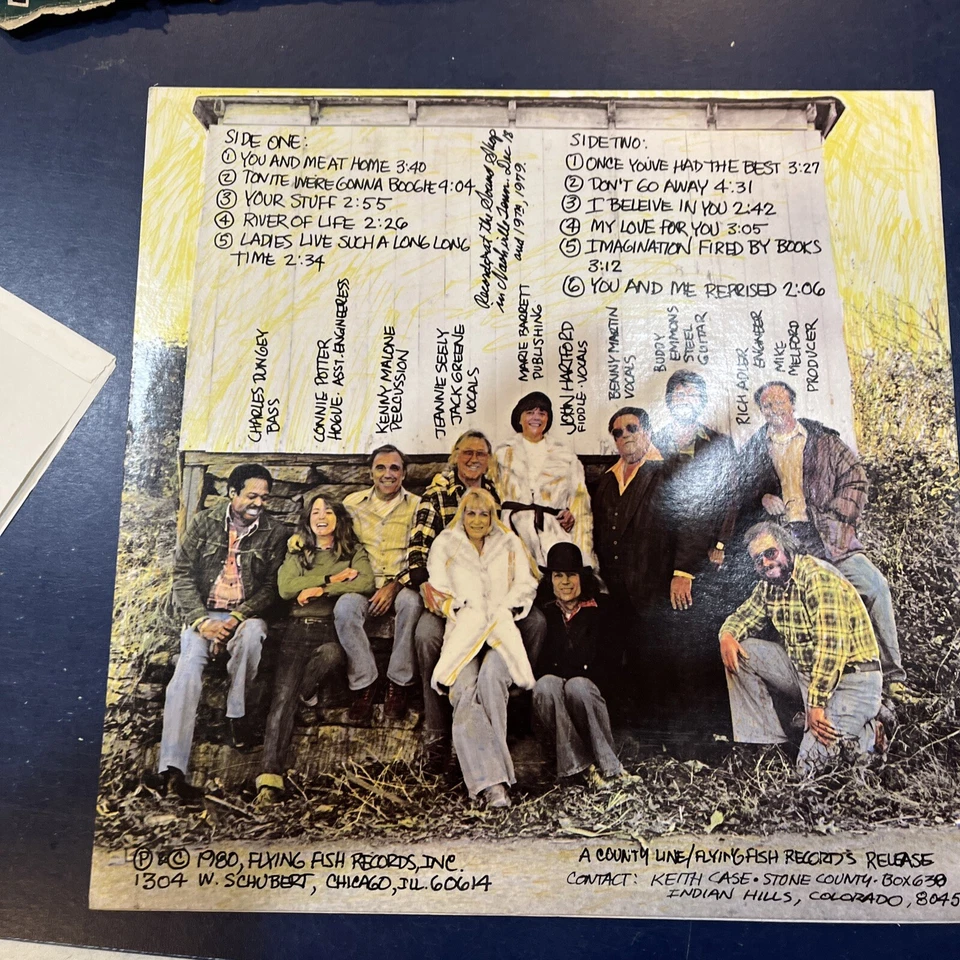 SIDE ONE:
① YOU AND ME AT HOME 3:40
② TONITE WE'RE GONNA BOOGIE 4:04
③ YOUR STUFF 2:55
④ RIVER OF LIFE 2:26
⑤ LADIES LIVE SUCH A LONG LONG
TIME 2:34
Recorded at the Sound Shop
in Nashville Tenn. Dec 18
and 19th, 1979.
SIDE TWO:
① ONCE YOU'VE HAD THE BEST 3:27
② DON'T GO AWAY 4:31
③ I BELEIVE IN YOU 2:42
④ MY LOVE FOR YOU 3:05
⑤ IMAGINATION FIRED BY BOOKS
3:12
⑥ YOU AND ME REPRISED 2:06
CHARLES DUNGEY
BASS
CONNIE POTTER
HOGUE · ASST. ENGINEERESS
KENNY MALONE
PERCUSSION
JEANNIE SEELY
JACK GREENE
VOCALS
MARIE BARRETT
PUBLISHING
JOHN HARTFORD
FIDDLE · VOCALS
BENNY MARTIN
VOCALS
BUDDY
EMMONS
STEEL
GUITAR
RICH ADLER
ENGINEER
MIKE
MELFORD
PRODUCER
Ⓟ & © 1980, FLYING FISH RECORDS, INC.
1304 W. SCHUBERT, CHICAGO, ILL. 60614
A COUNTY LINE/FLYING FISH RECORD'S RELEASE
CONTACT: KEITH CASE • STONE COUNTY • BOX 630
INDIAN HILLS, COLORADO, 8045